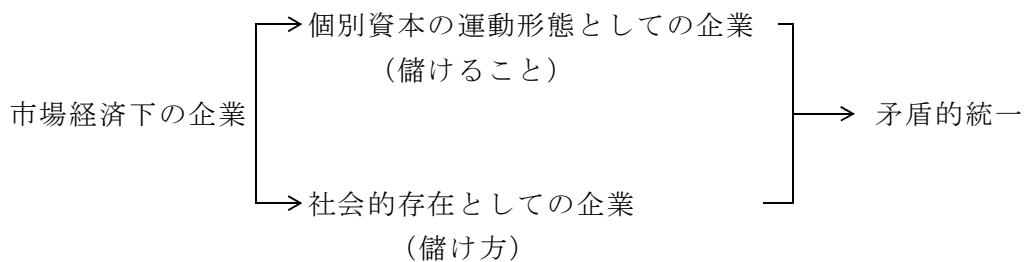 個別資本の運動形態としての企業
（儲けること）
市場経済下の企業
矛盾的統一
社会的存在としての企業
（儲け方）